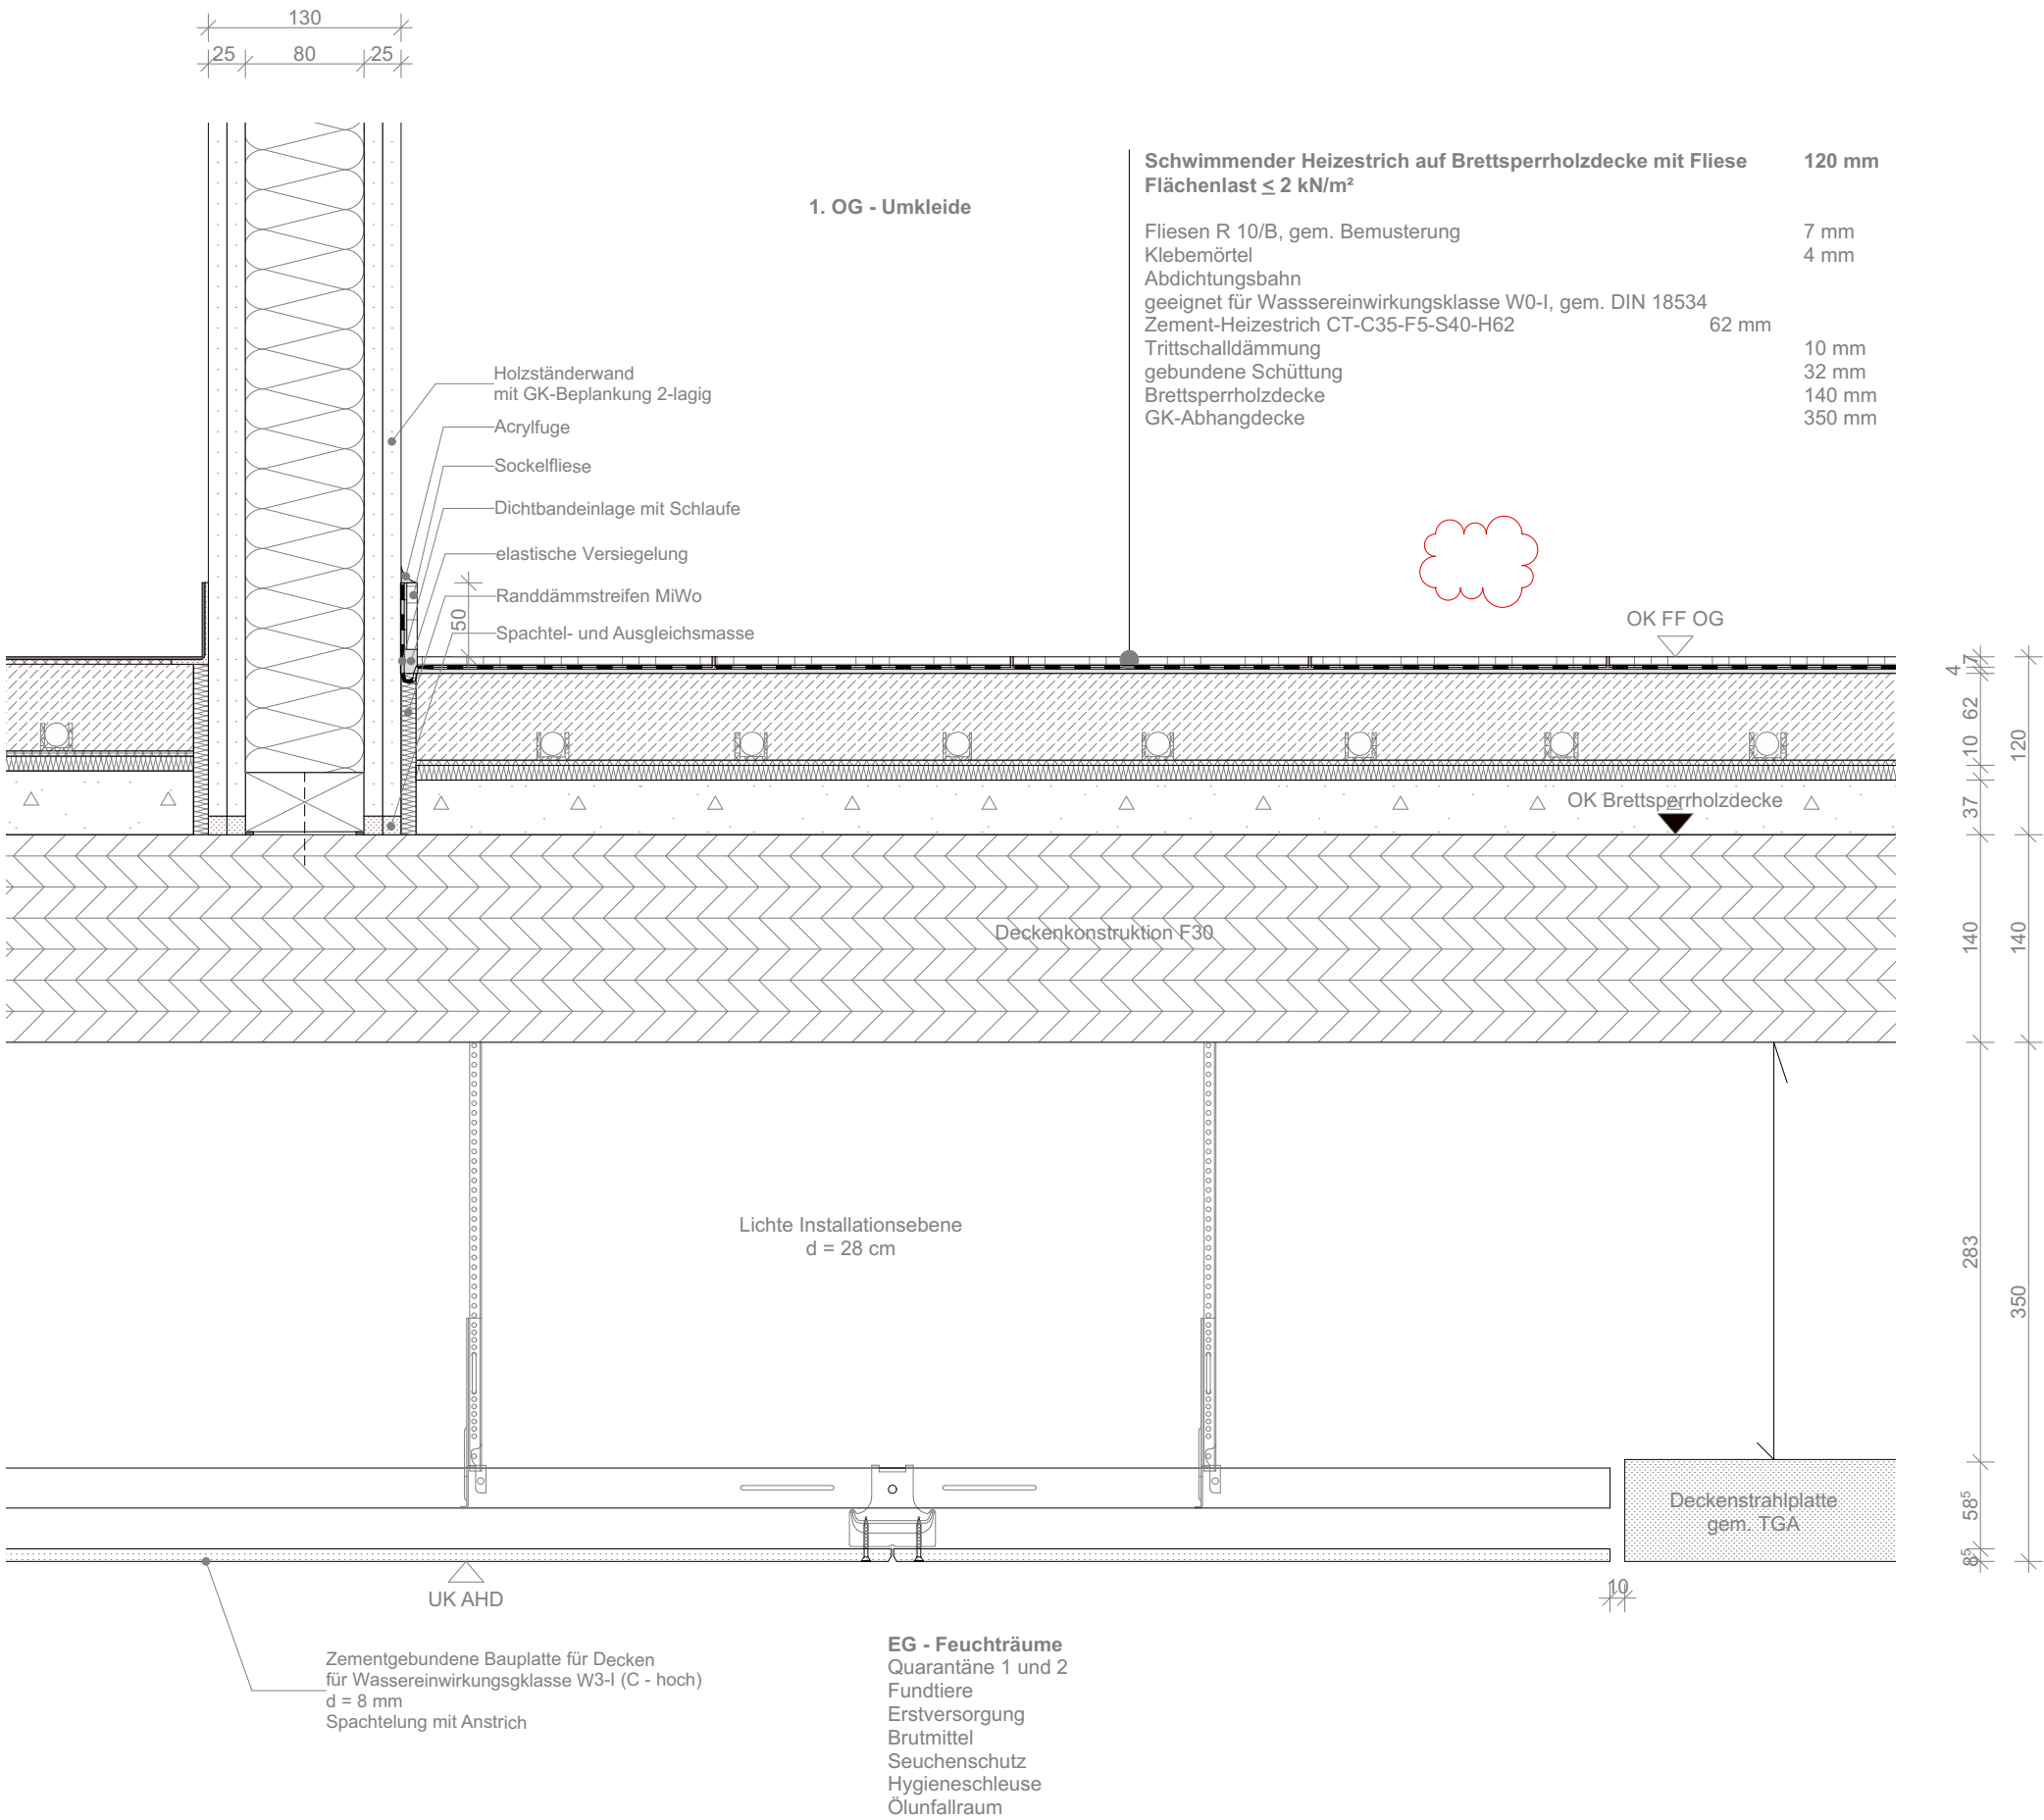 130
25 80 25
Schwimmender Heizestrich auf Brettsperrholzdecke mit Fliese 120 mm
Flächenlast ≤ 2 kN/m²
1. OG - Umkleide
Fliesen R 10/B, gem. Bemusterung 7 mm
Klebemörtel 4 mm
Abdichtungsbahn
geeignet für Wasssereinwirkungsklasse W0-I, gem. DIN 18534
Zement-Heizestrich CT-C35-F5-S40-H62 62 mm
Trittschalldämmung 10 mm
gebundene Schüttung 32 mm
Brettsperrholzdecke 140 mm
GK-Abhangdecke 350 mm
Holzständerwand
mit GK-Beplankung 2-lagig
Acrylfuge
Sockelfliese
Dichtbandeinlage mit Schlaufe
elastische Versiegelung
Randdämmstreifen MiWo
Spachtel- und Ausgleichsmasse
50
OK FF OG
7
4
62
10
120
37
OK Brettsperrholzdecke
Deckenkonstruktion F30
140
140
Lichte Installationsebene
d = 28 cm
283
350
Deckenstrahlplatte
gem. TGA
58⁵
8⁵
10
UK AHD
Zementgebundene Bauplatte für Decken
für Wassereinwirkungsgklasse W3-I (C - hoch)
d = 8 mm
Spachtelung mit Anstrich
EG - Feuchträume
Quarantäne 1 und 2
Fundtiere
Erstversorgung
Brutmittel
Seuchenschutz
Hygieneschleuse
Ölunfallraum